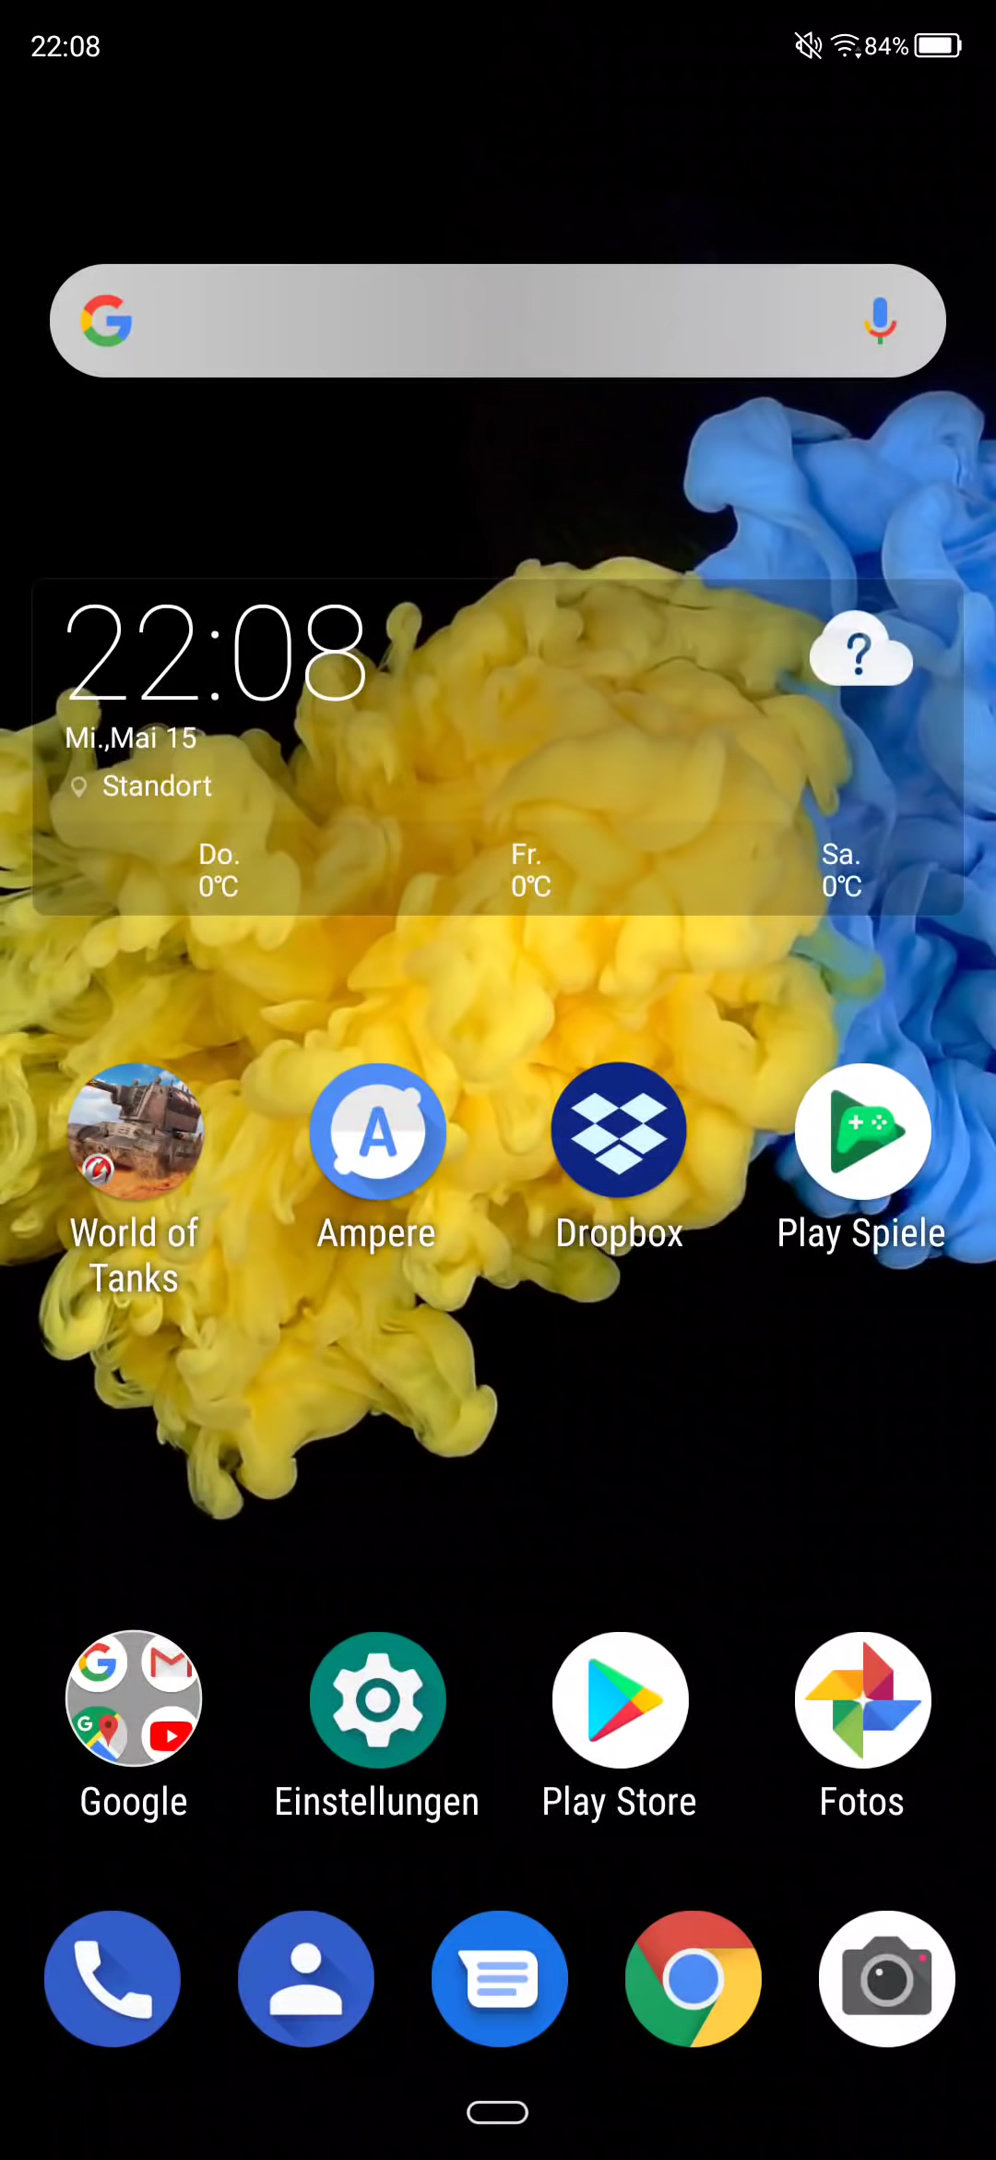 22:08 84%
22:08
Mi.,Mai 15
Standort
Do. Fr. Sa.
0°C 0°C 0°C
World of Tanks
Ampere
Dropbox
Play Spiele
Google
Einstellungen
Play Store
Fotos